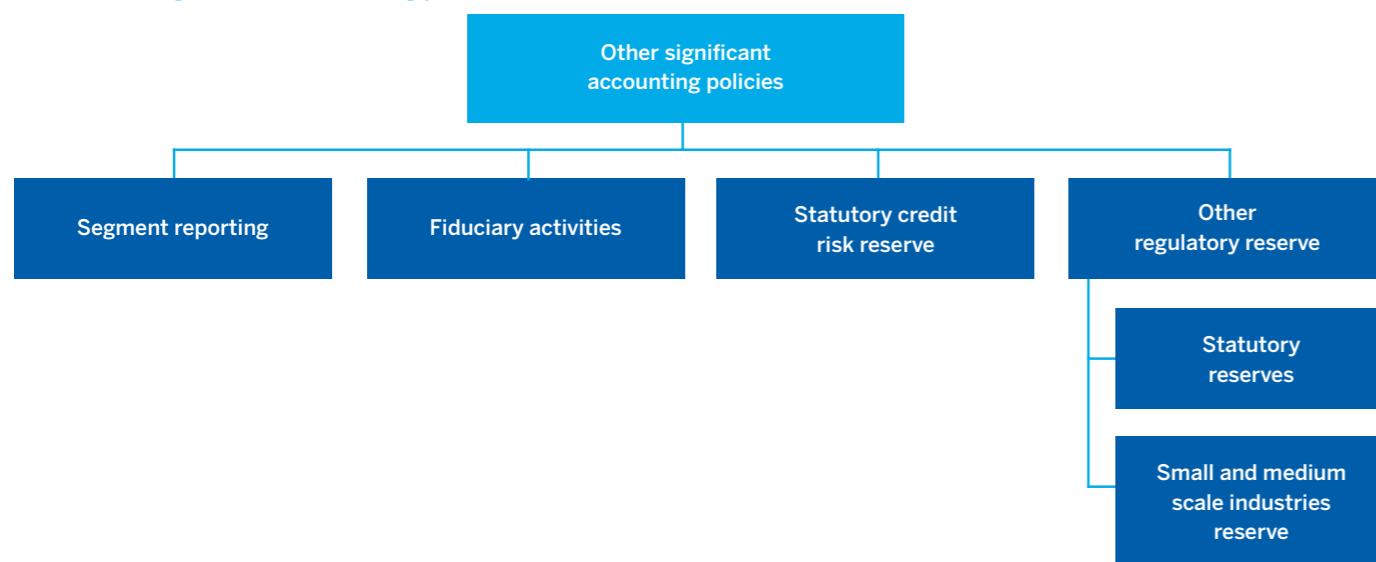 Other significant
accounting policies
Segment reporting
Fiduciary activities
Statutory credit
risk reserve
Other
regulatory reserve
Statutory
reserves
Small and medium
scale industries
reserve